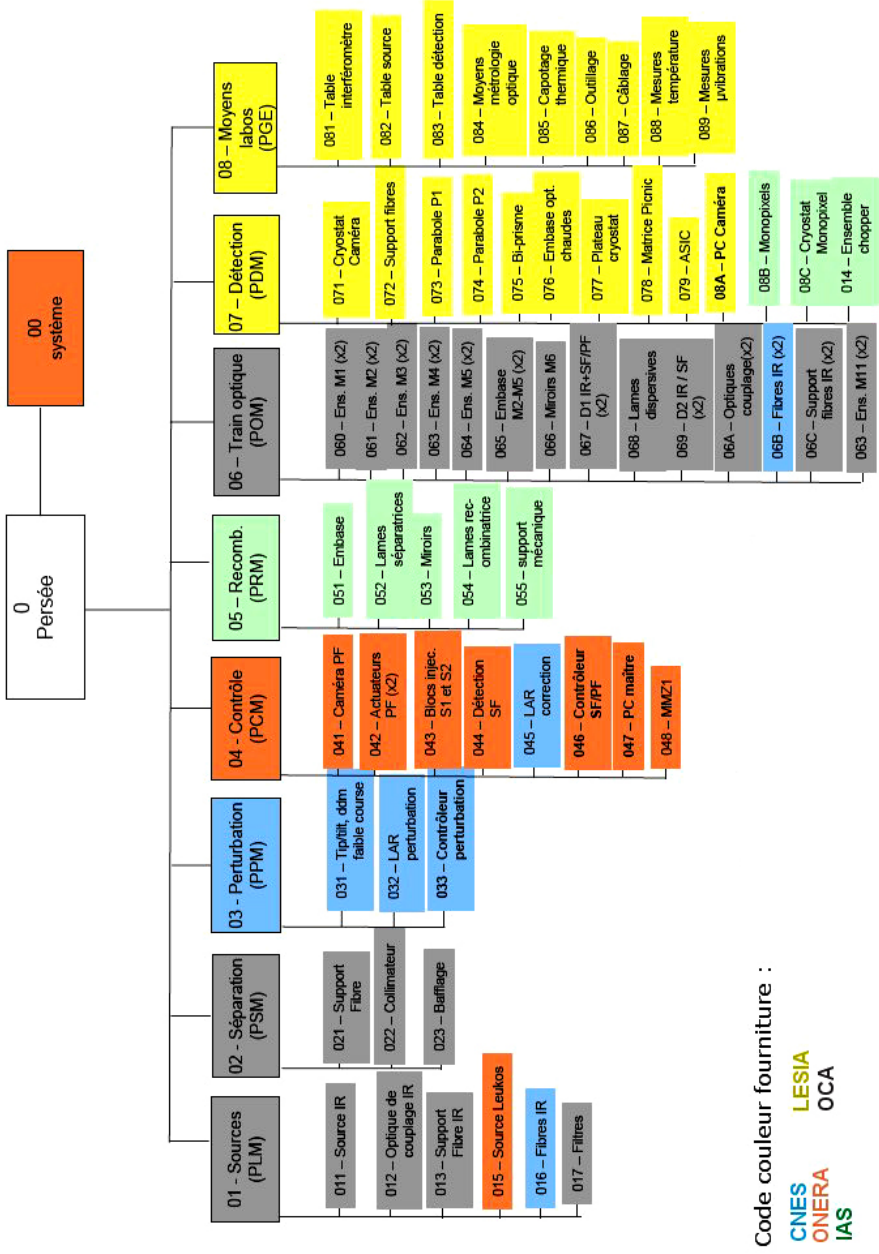 0
Persée
00
système
01 - Sources
(PLM)
011 – Source IR
012 – Optique de
couplage IR
013 – Support
Fibre IR
015 – Source Leukos
016 – Fibres IR
017 – Filtres
02 - Séparation
(PSM)
021 – Support
Fibre
022 – Collimateur
023 – Bafflage
03 - Perturbation
(PPM)
031 – Tip/tilt, ddm
faible course
032 – LAR
perturbation
033 – Contrôleur
perturbation
04 - Contrôle
(PCM)
041 – Caméra PF
042 – Actuateurs
PF (x2)
043 – Blocs injec.
S1 et S2
044 – Détection
SF
045 – LAR
correction
046 – Contrôleur
SF/PF
047 – PC maître
048 – MMZ1
05 – Recomb.
(PRM)
051 – Embase
052 – Lames
séparatrices
053 – Miroirs
054 – Lames rec-
ombinatrice
055 – support
mécanique
06 – Train optique
(POM)
060 – Ens. M1 (x2)
061 – Ens. M2 (x2)
062 – Ens. M3 (x2)
063 – Ens. M4 (x2)
064 – Ens. M5 (x2)
065 – Embase
M2-M5 (x2)
066 – Miroirs M6
067 – D1 IR+SF/PF
(x2)
068 – Lames
dispersives
069 – D2 IR / SF
(x2)
06A – Optiques
couplage(x2)
06B – Fibres IR (x2)
06C – Support
fibres IR (x2)
063 – Ens. M11 (x2)
07 – Détection
(PDM)
071 – Cryostat
Caméra
072 – Support fibres
073 – Parabole P1
074 – Parabole P2
075 – Bi-prisme
076 – Embase opt.
chaudes
077 – Plateau
cryostat
078 – Matrice Picnic
079 – ASIC
08A – PC Caméra
08B – Monopixels
08C – Cryostat
Monopixel
014 – Ensemble
chopper
08 – Moyens
labos
(PGE)
081 – Table
interféromètre
082 – Table source
083 – Table détection
084 – Moyens
métrologie
optique
085 – Capotage
thermique
086 – Outillage
087 – Câblage
088 – Mesures
température
089 – Mesures
µvibrations
Code couleur fourniture :
CNES
ONERA
IAS
LESIA
OCA